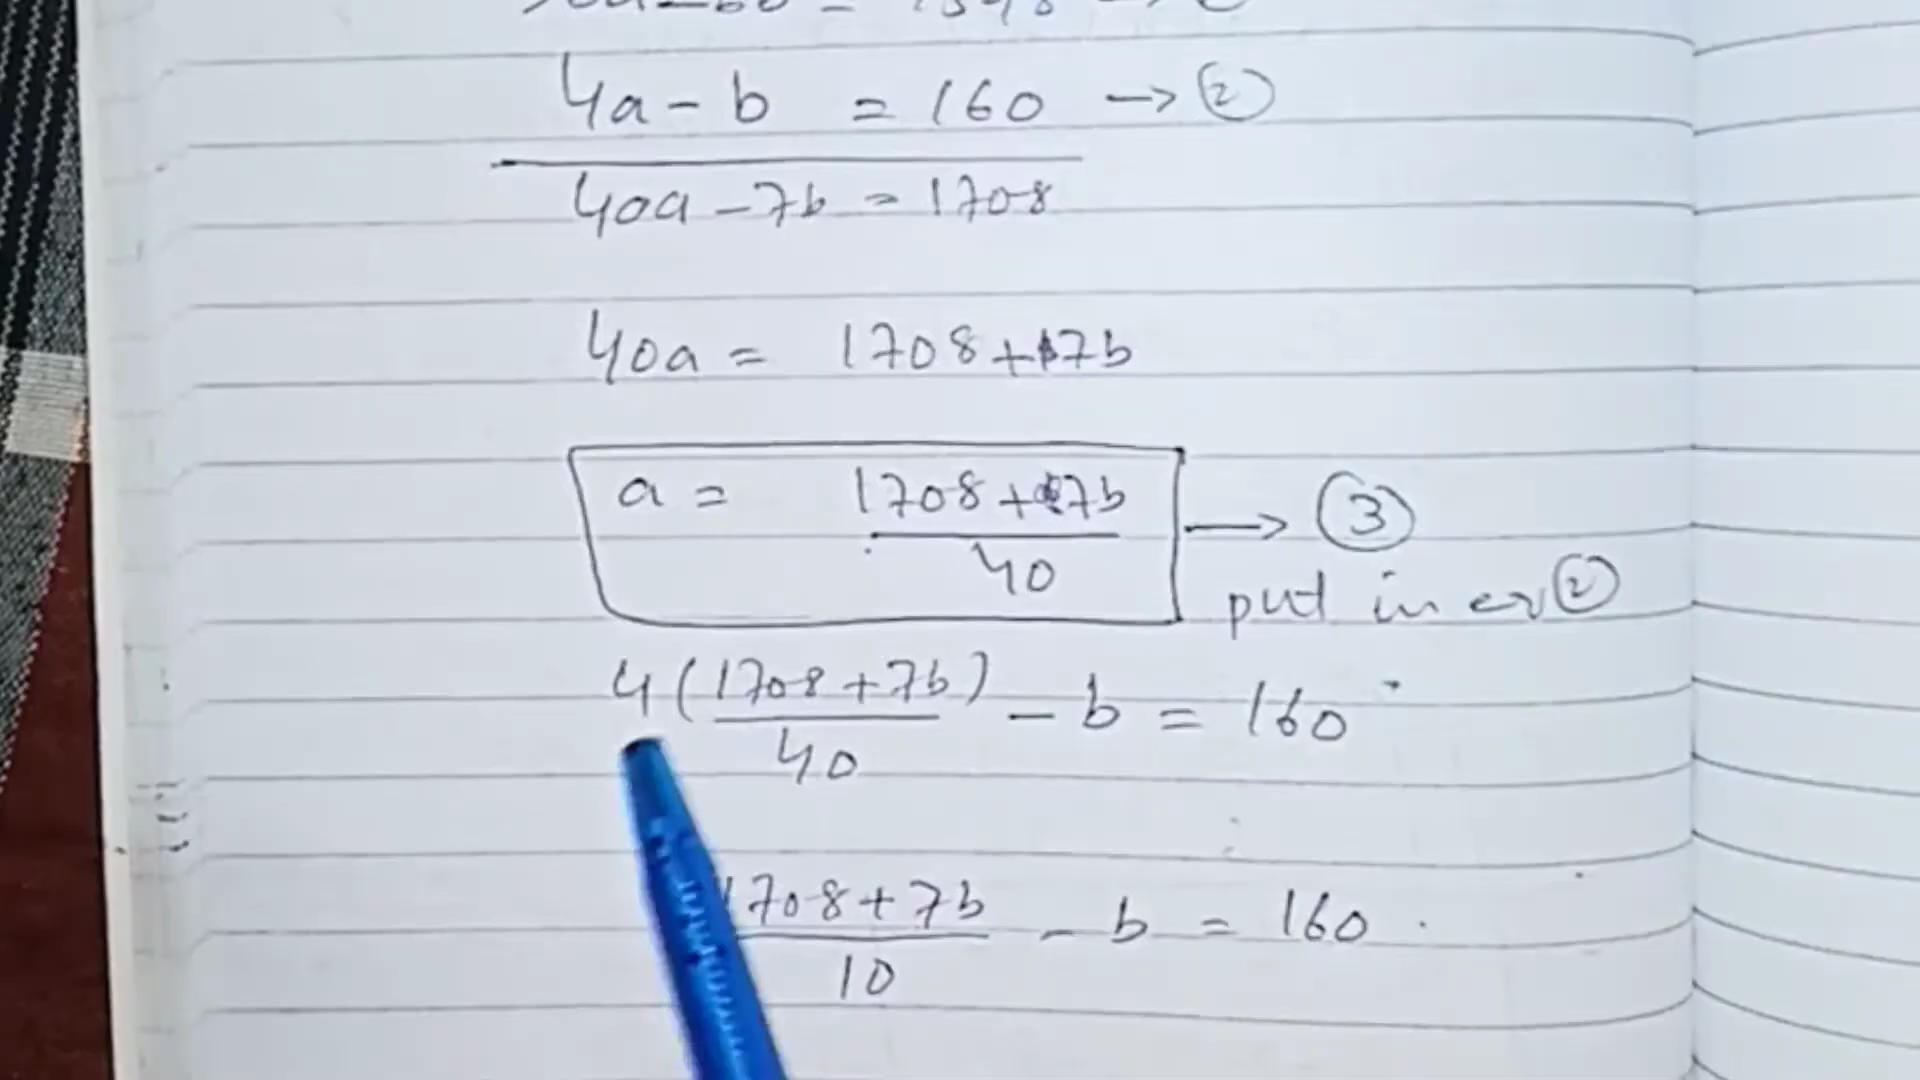 4a - b = 160 → ②
40a - 7b = 1708
40a = 1708 + 7b
a = (1708 + 7b)/40 → ③
put in er ②
4 (1708 + 7b)/40 - b = 160
(1708 + 7b)/10 - b = 160